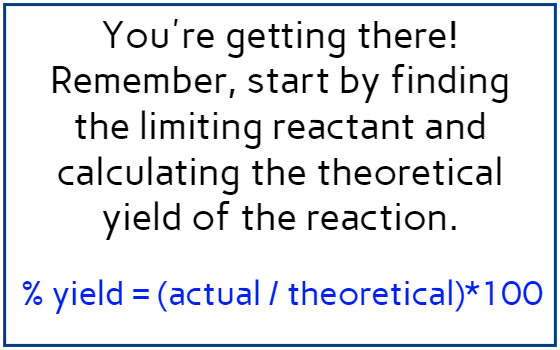 You're getting there!
Remember, start by finding
the limiting reactant and
calculating the theoretical
yield of the reaction.
% yield = (actual / theoretical)*100